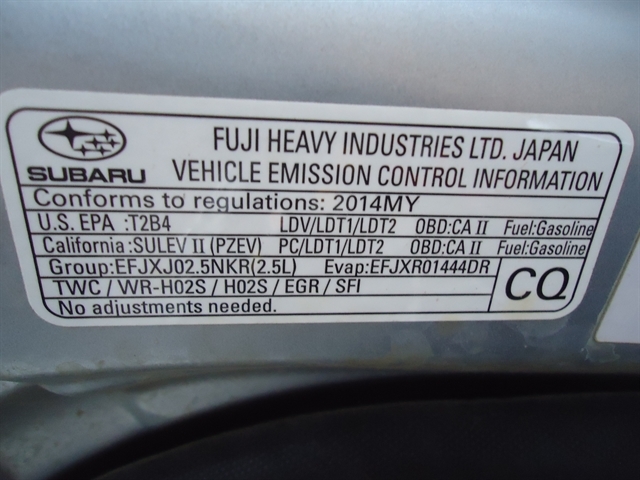 SUBARU
FUJI HEAVY INDUSTRIES LTD. JAPAN
VEHICLE EMISSION CONTROL INFORMATION
Conforms to regulations: 2014MY
U.S. EPA :T2B4 LDV/LDT1/LDT2 OBD:CA II Fuel:Gasoline
California:SULEV II (PZEV) PC/LDT1/LDT2 OBD:CA II Fuel:Gasoline
Group:EFJXJ02.5NKR(2.5L) Evap:EFJXR01444DR
TWC / WR-H02S / H02S / EGR / SFI
No adjustments needed.
CQ